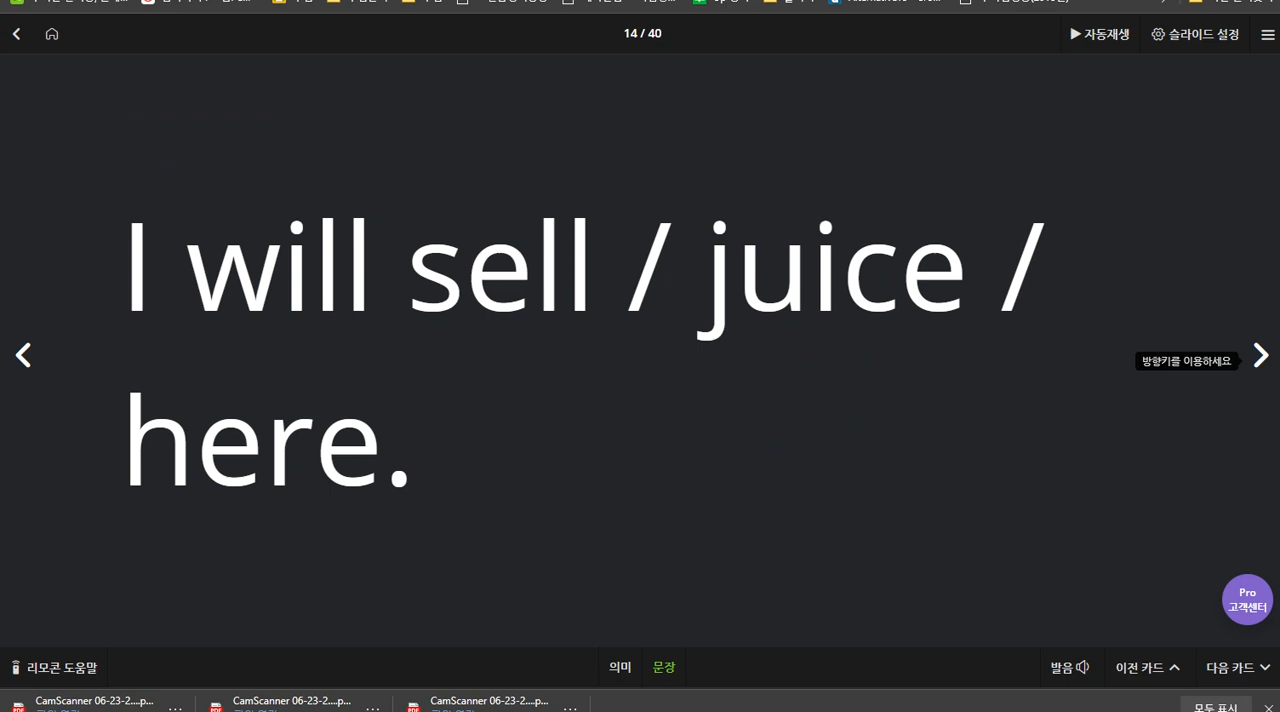 14 / 40
자동재생
슬라이드 설정
I will sell / juice /
here.
방향키를 이용하세요
Pro
고객센터
리모콘 도움말
의미
문장
발음
이전 카드
다음 카드
CamScanner 06-23-2....p...
CamScanner 06-23-2....p...
CamScanner 06-23-2....p...
모두 표시